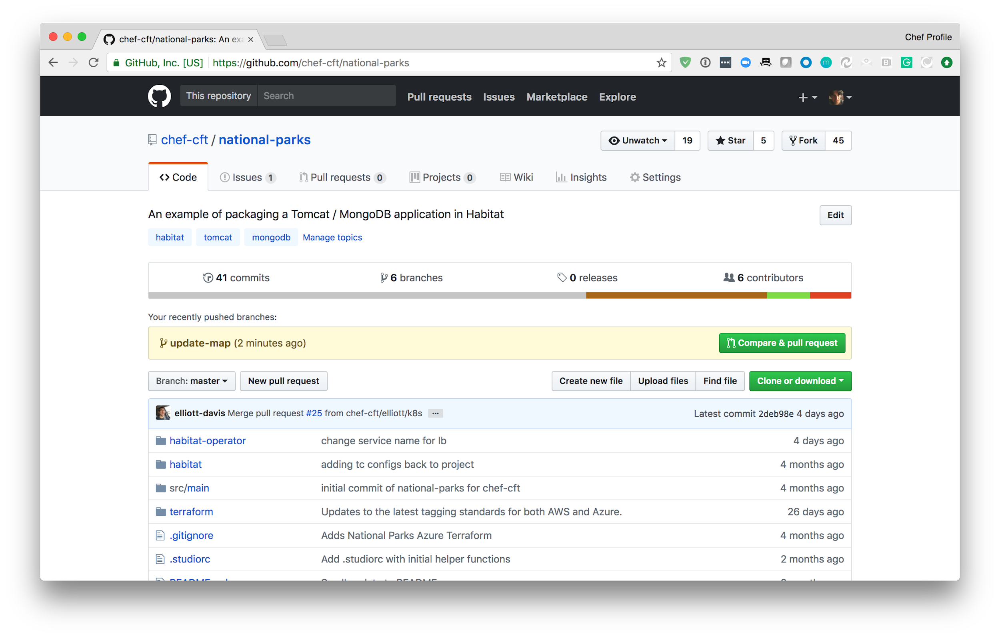 chef-cft/national-parks: An exa
Chef Profile
GitHub, Inc. [US] https://github.com/chef-cft/national-parks
This repository Search Pull requests Issues Marketplace Explore
chef-cft / national-parks
Unwatch 19 Star 5 Fork 45
Code Issues 1 Pull requests 0 Projects 0 Wiki Insights Settings
An example of packaging a Tomcat / MongoDB application in Habitat
Edit
habitat tomcat mongodb Manage topics
41 commits 6 branches 0 releases 6 contributors
Your recently pushed branches:
update-map (2 minutes ago) Compare & pull request
Branch: master New pull request Create new file Upload files Find file Clone or download
elliott-davis Merge pull request #25 from chef-cft/elliott/k8s Latest commit 2deb98e 4 days ago
habitat-operator change service name for lb 4 days ago
habitat adding tc configs back to project 4 months ago
src/main initial commit of national-parks for chef-cft 4 months ago
terraform Updates to the latest tagging standards for both AWS and Azure. 26 days ago
.gitignore Adds National Parks Azure Terraform 4 months ago
.studiorc Add .studiorc with initial helper functions 2 months ago